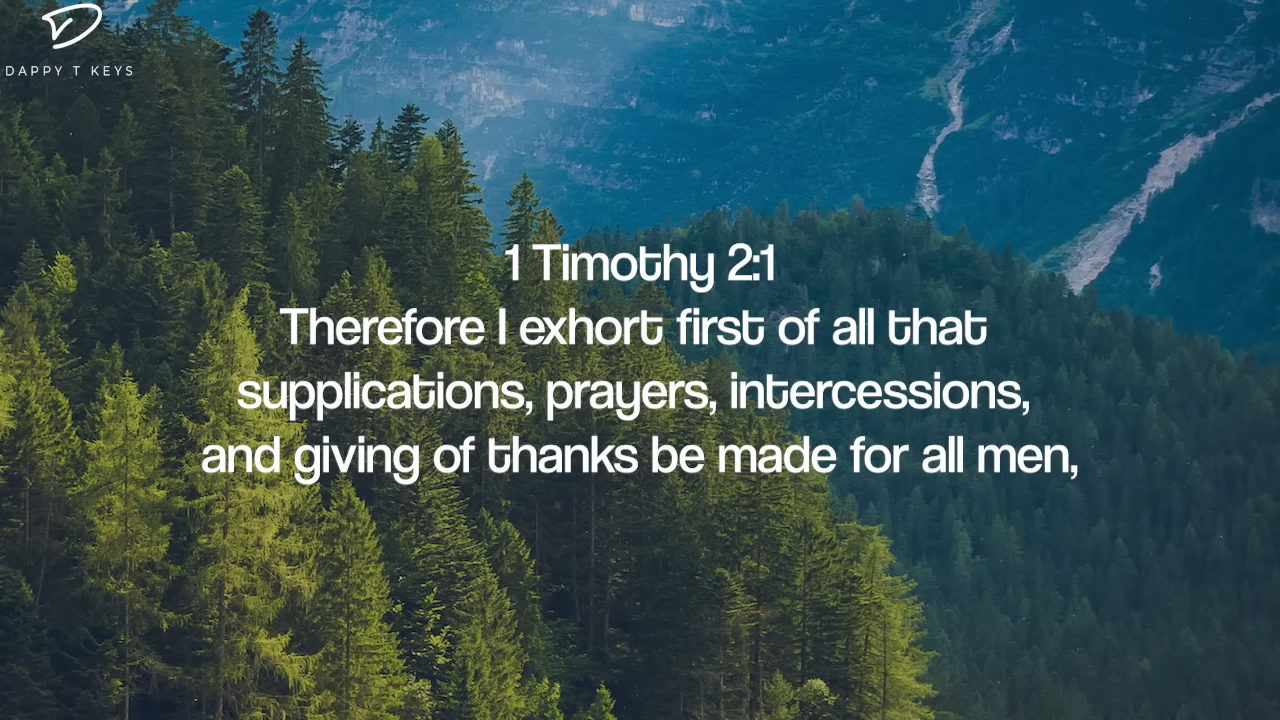 DAPPY T KEYS
1 Timothy 2:1
Therefore I exhort first of all that
supplications, prayers, intercessions,
and giving of thanks be made for all men,